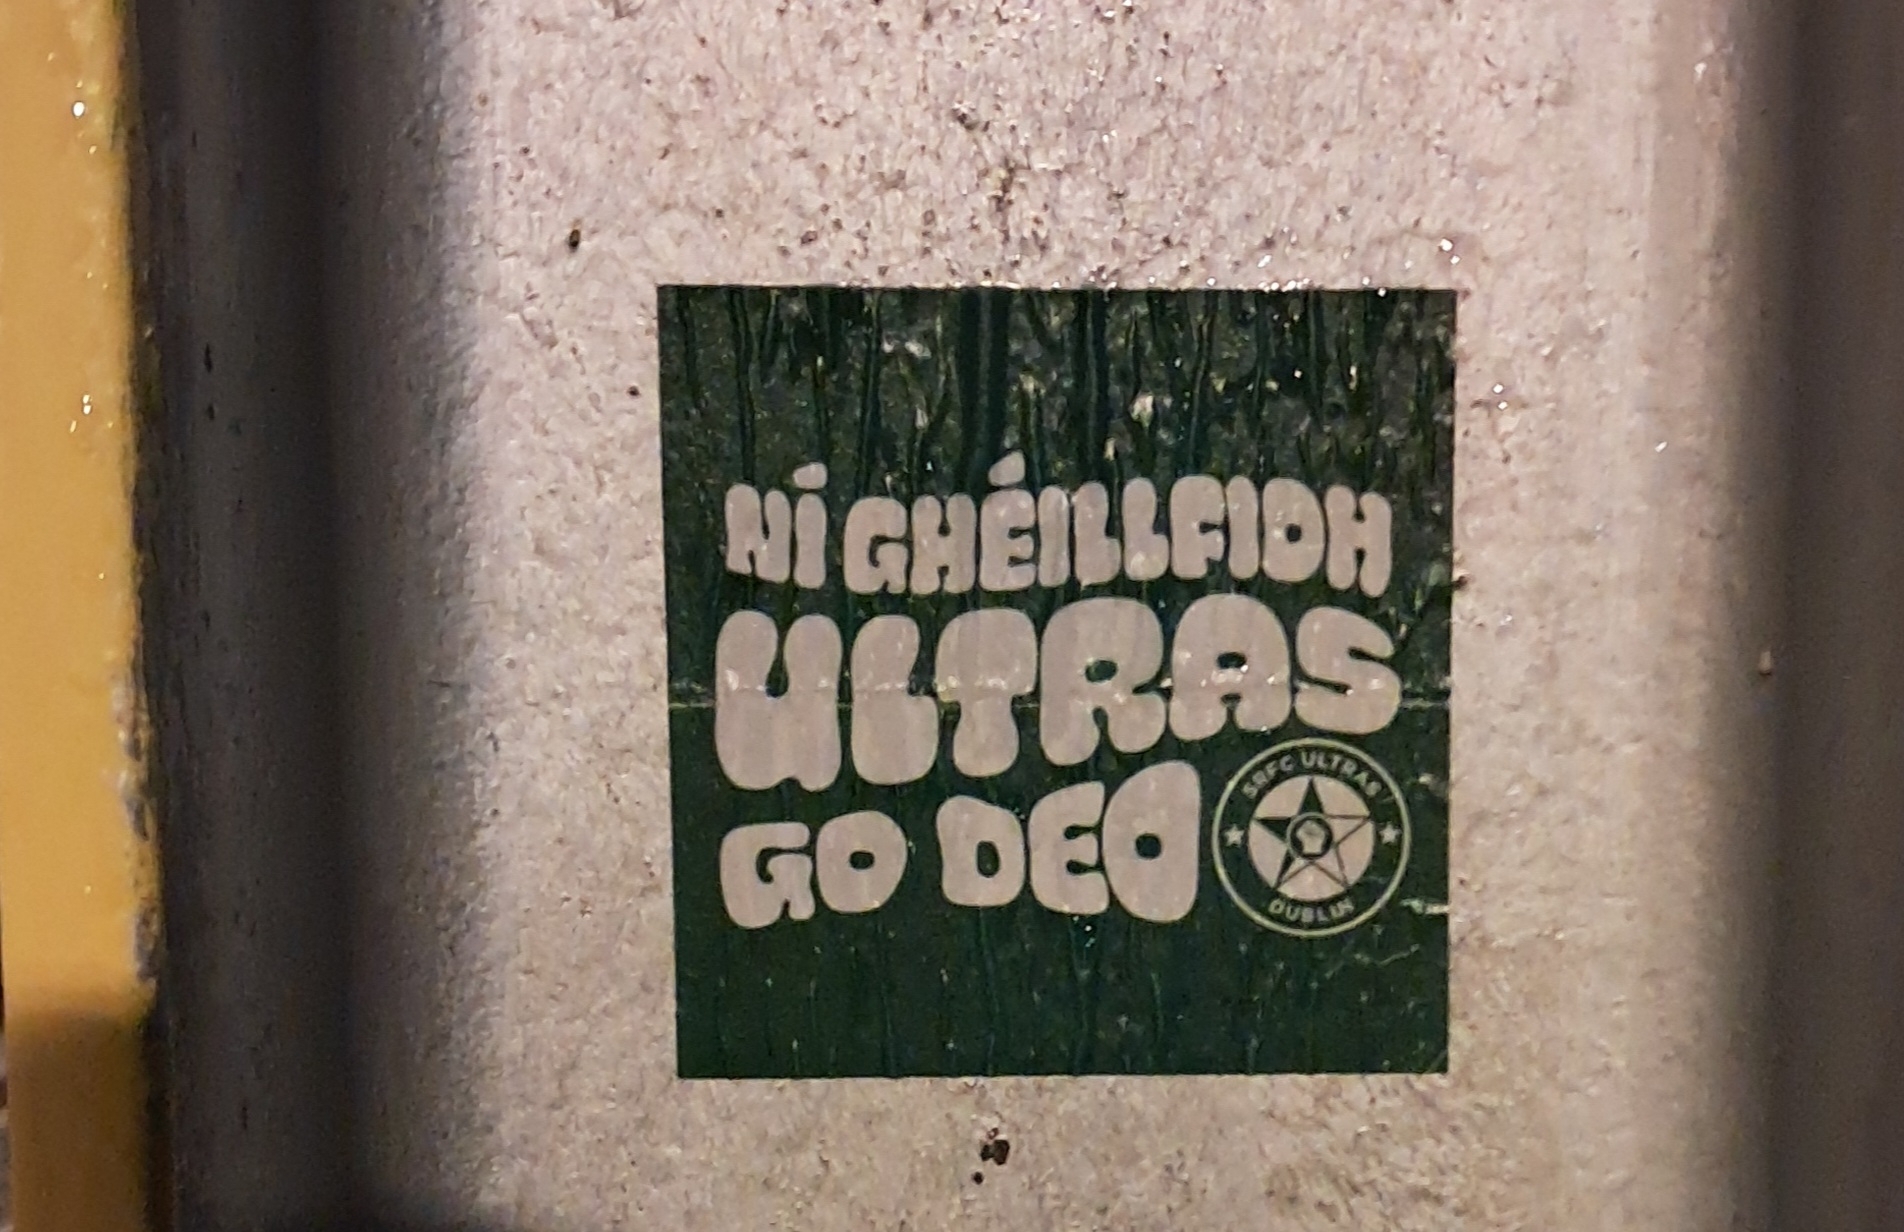 NÍ GHÉILLFIDH
ULTRAS
GO DEO
SRFC ULTRAS
DUBLIN